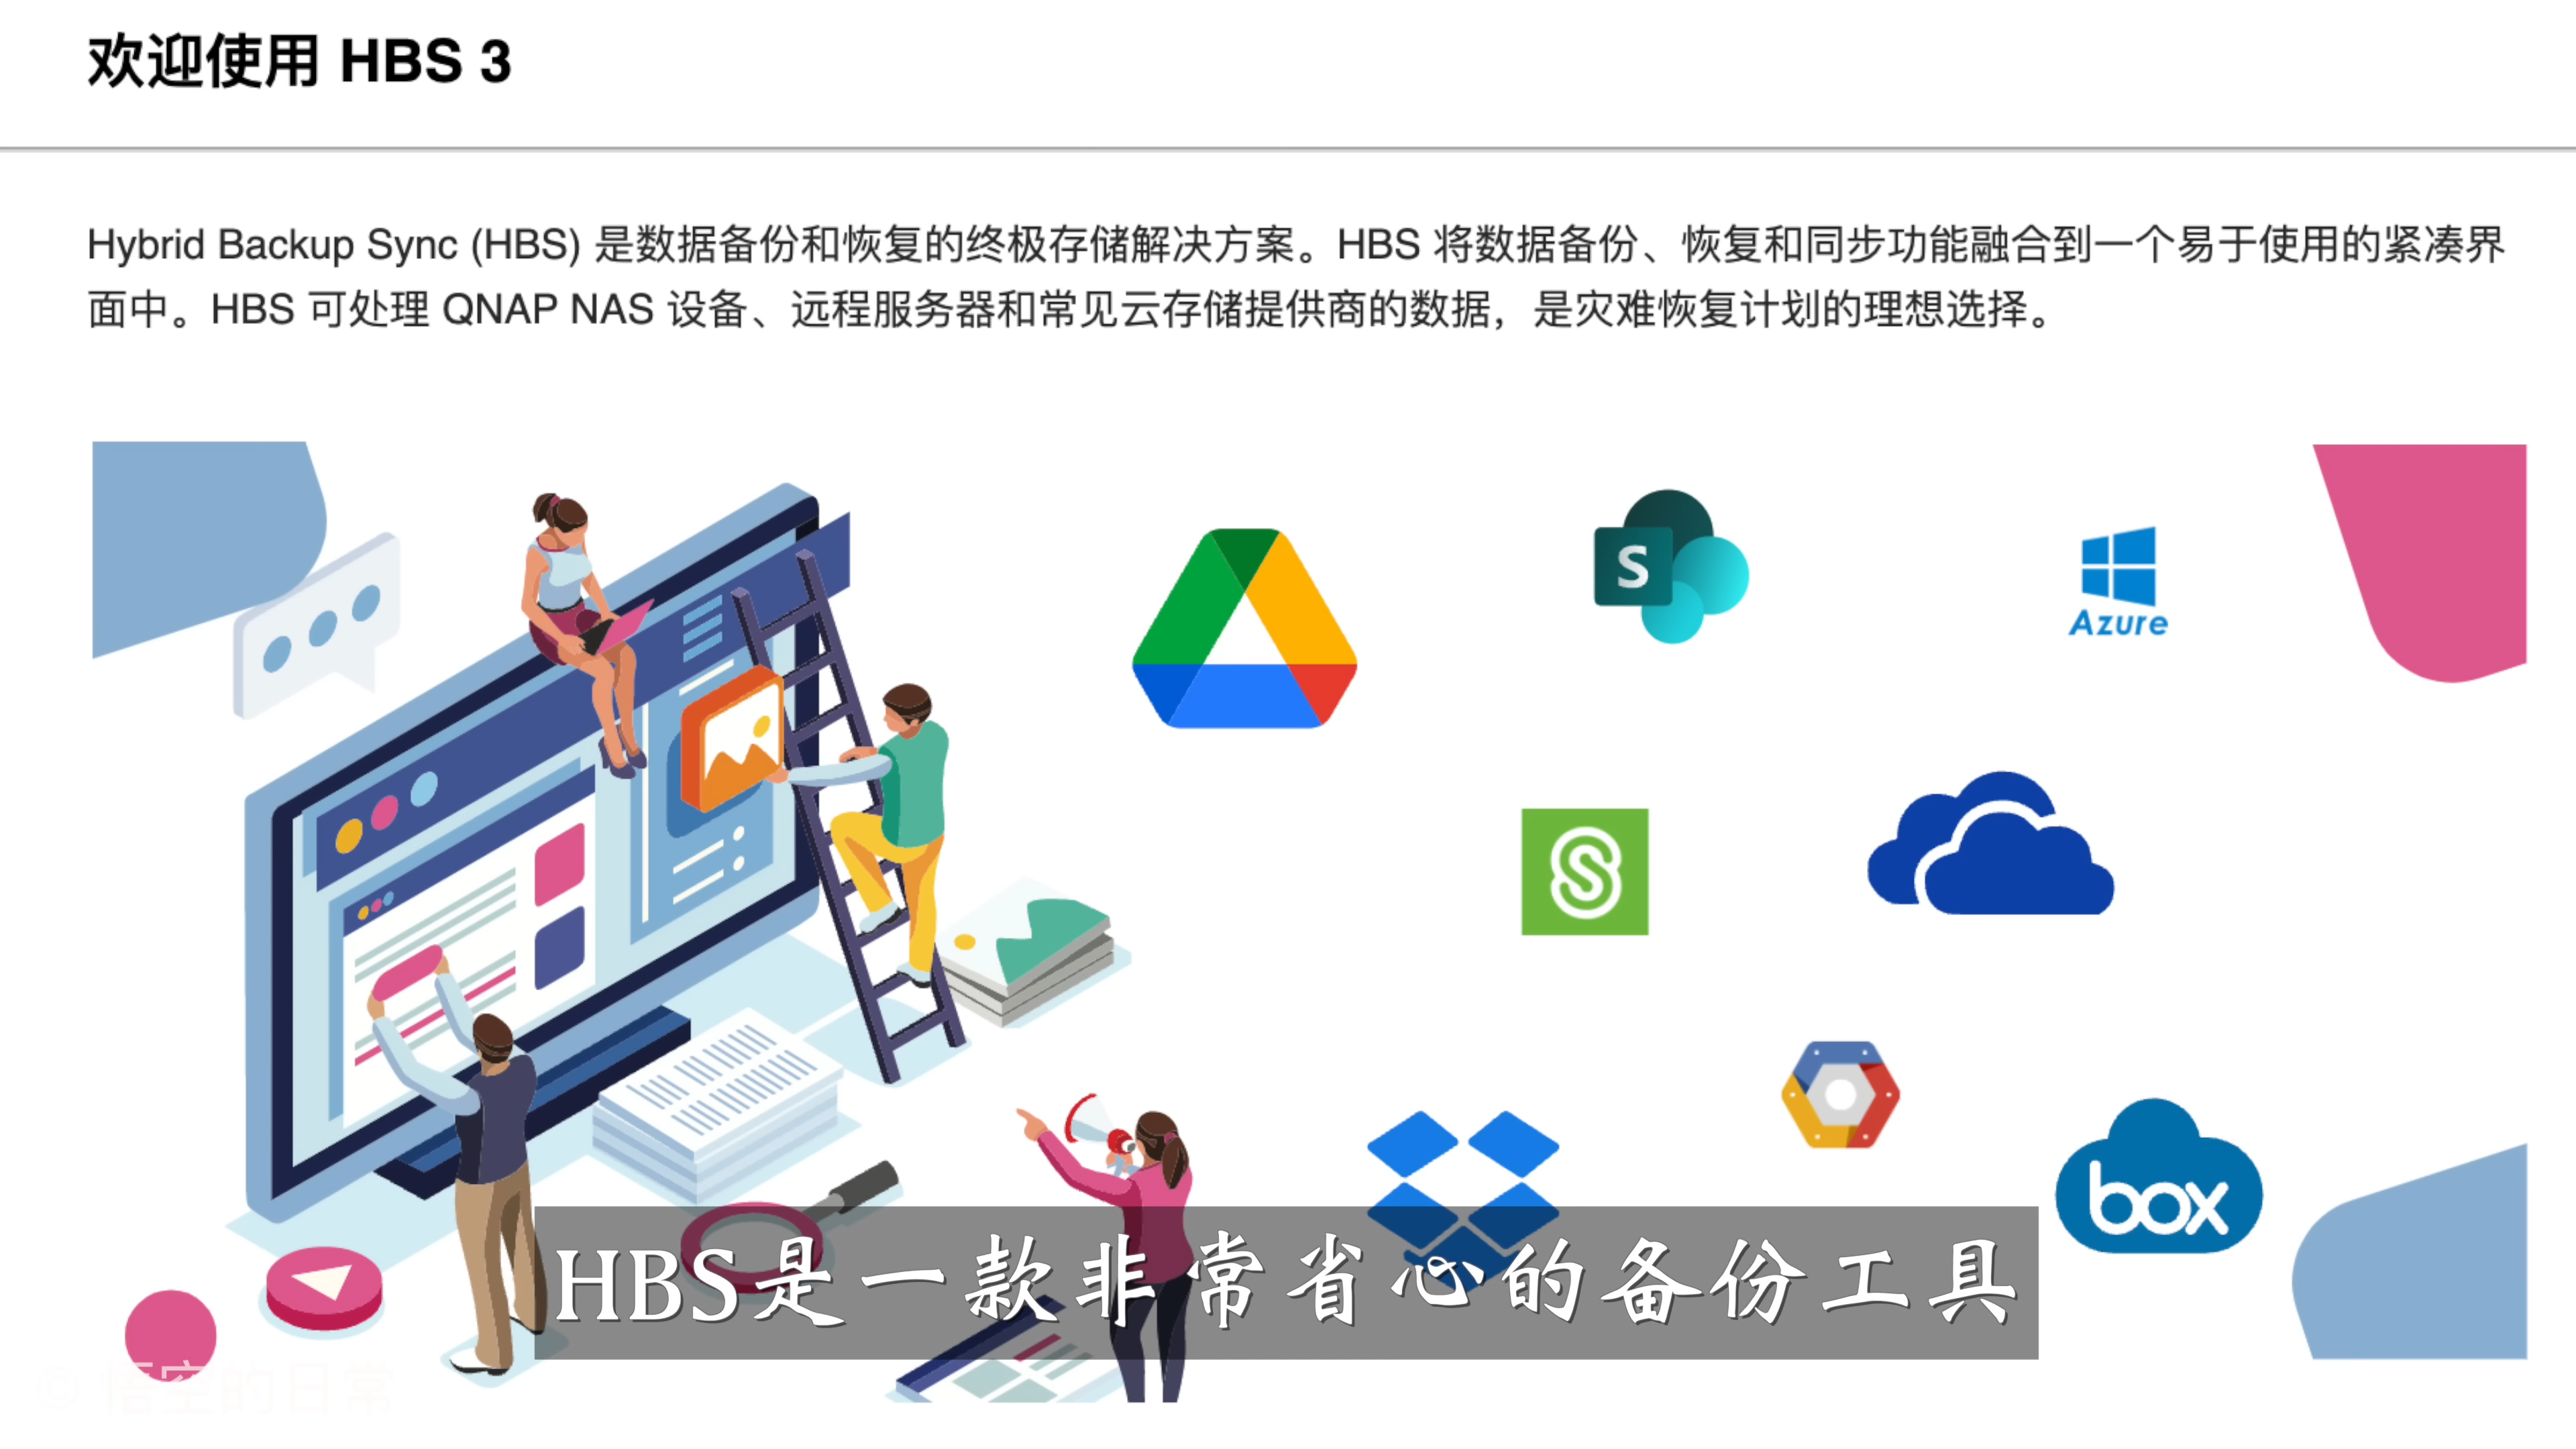 欢迎使用 HBS 3
Hybrid Backup Sync (HBS) 是数据备份和恢复的终极存储解决方案。HBS 将数据备份、恢复和同步功能融合到一个易于使用的紧凑界
面中。HBS 可处理 QNAP NAS 设备、远程服务器和常见云存储提供商的数据，是灾难恢复计划的理想选择。
S
Azure
box
HBS是一款非常省心的备份工具
© 悟空的日常